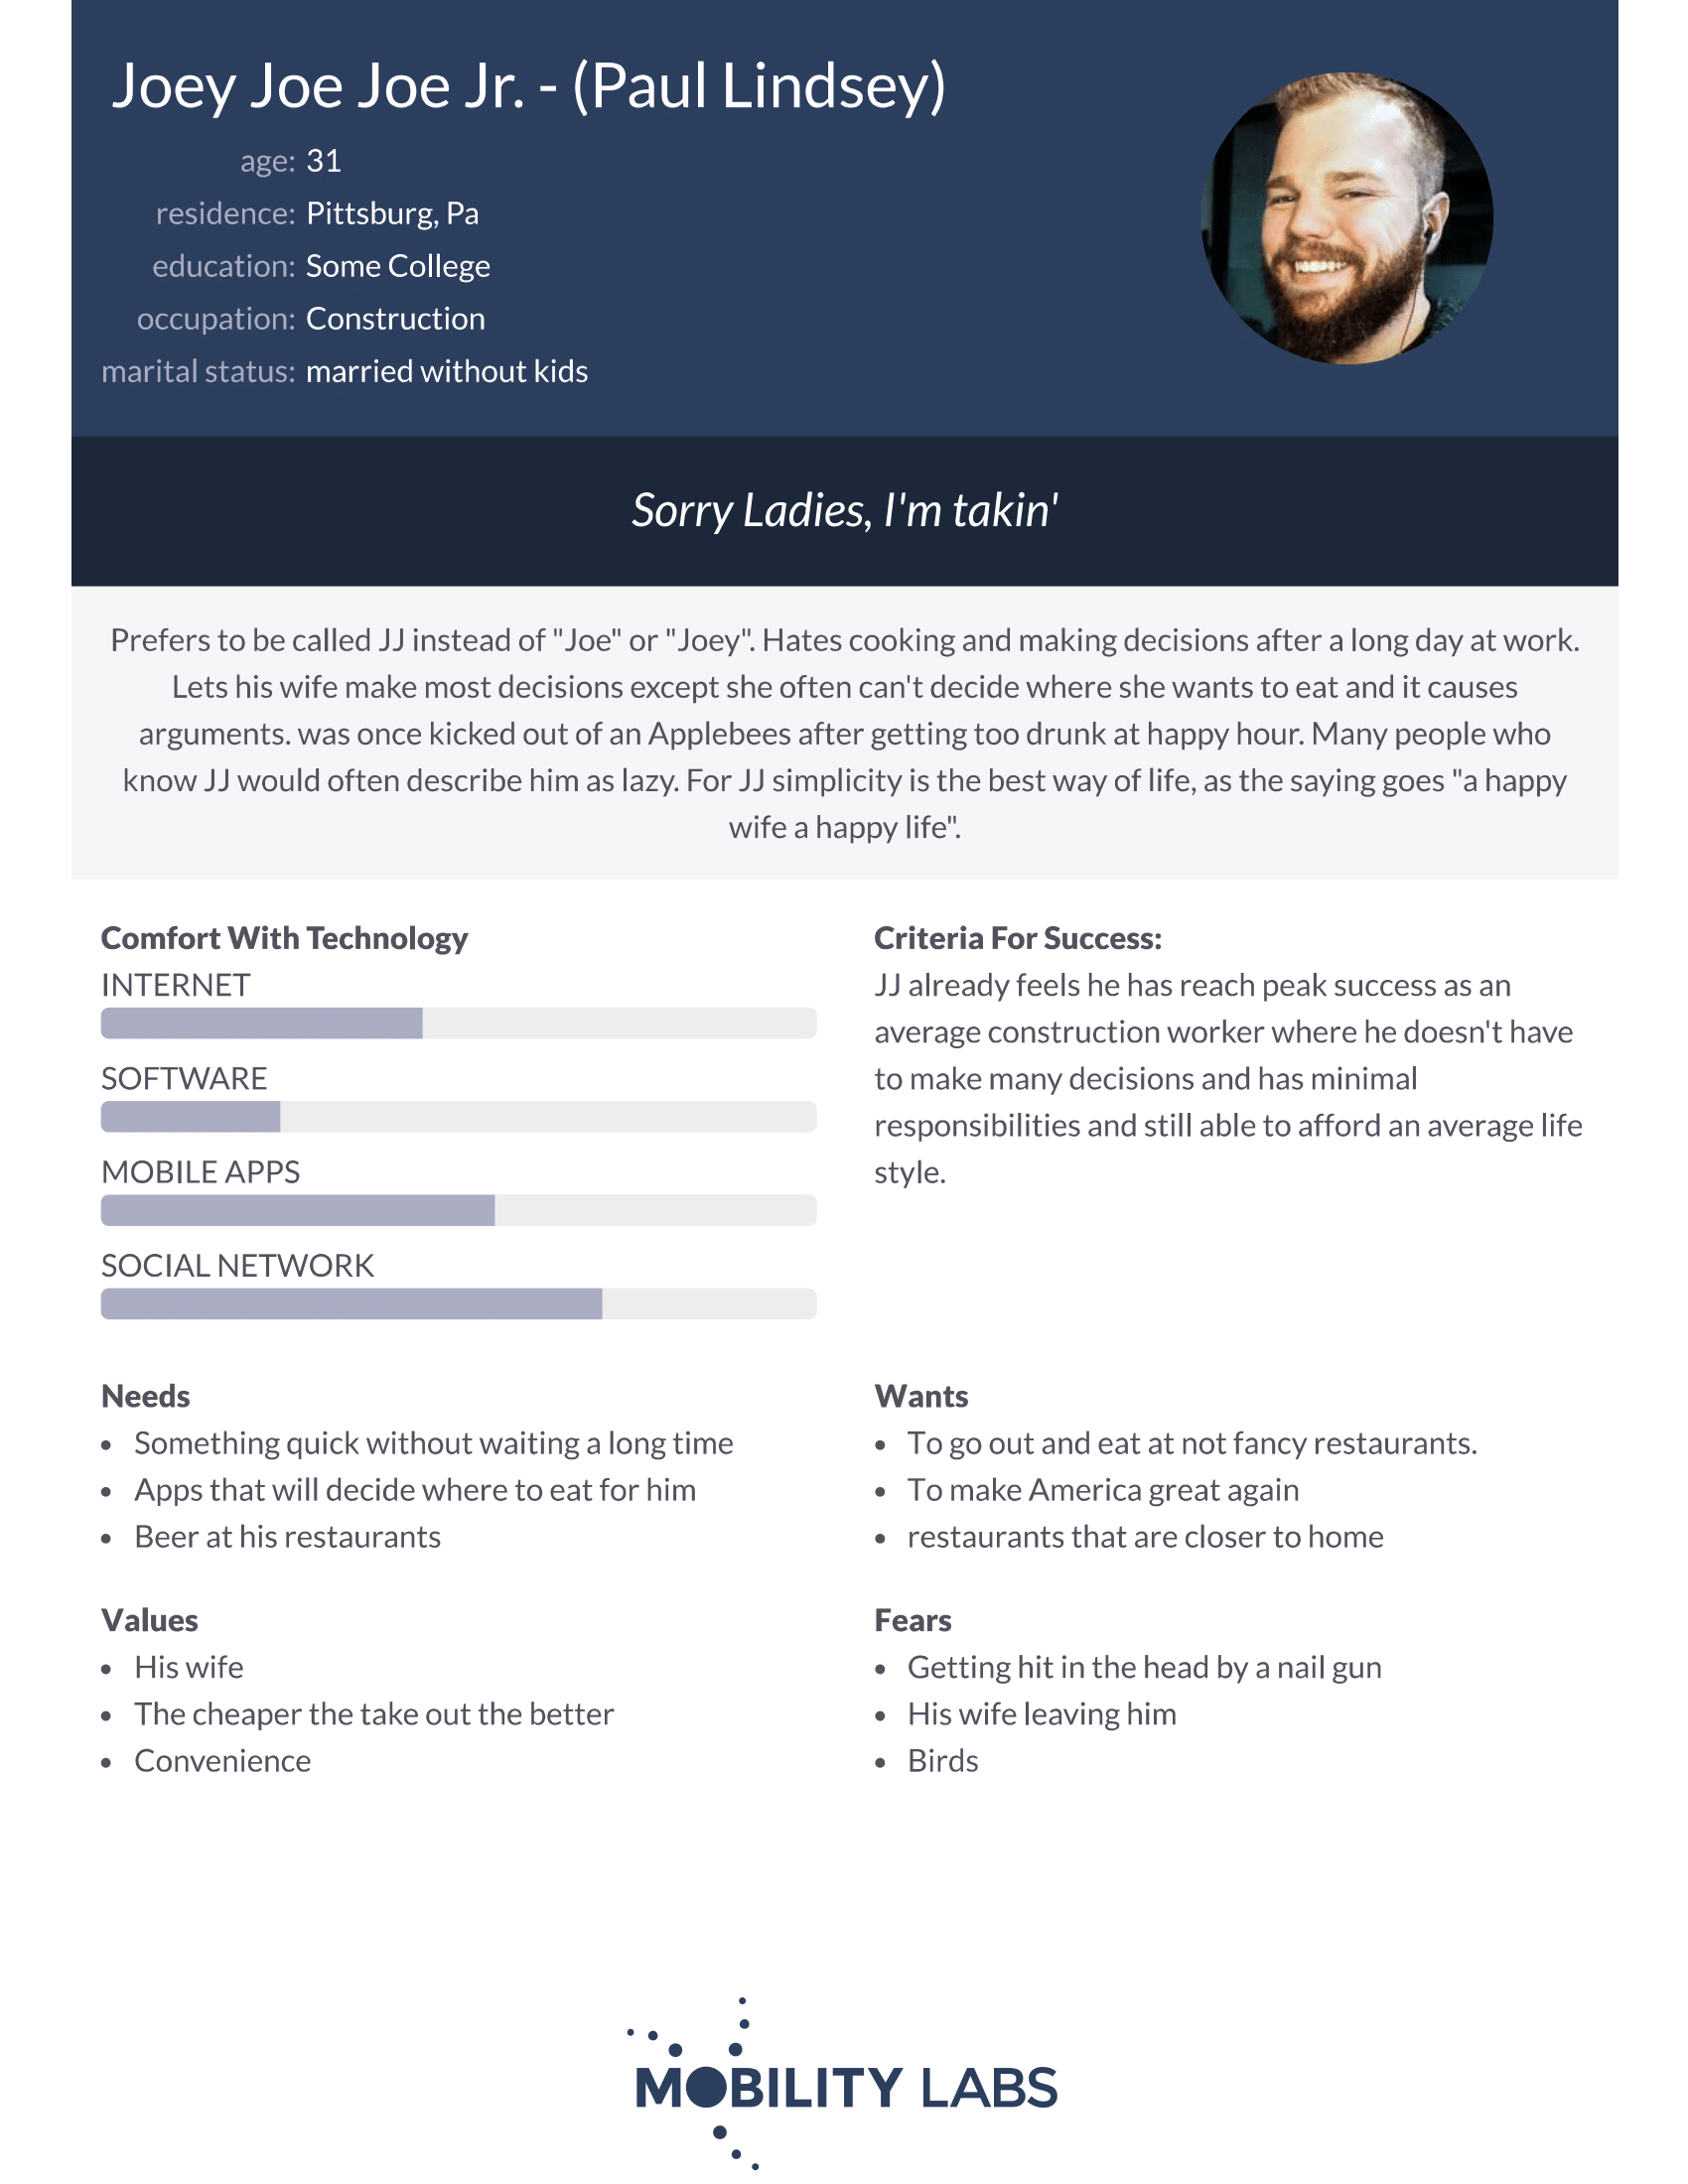 Joey Joe Joe Jr. - (Paul Lindsey)
age: 31
residence: Pittsburg, Pa
education: Some College
occupation: Construction
marital status: married without kids
Sorry Ladies, I'm takin'
Prefers to be called JJ instead of "Joe" or "Joey". Hates cooking and making decisions after a long day at work.
Lets his wife make most decisions except she often can't decide where she wants to eat and it causes
arguments. was once kicked out of an Applebees after getting too drunk at happy hour. Many people who
know JJ would often describe him as lazy. For JJ simplicity is the best way of life, as the saying goes "a happy
wife a happy life".
Comfort With Technology
INTERNET
SOFTWARE
MOBILE APPS
SOCIAL NETWORK
Criteria For Success:
JJ already feels he has reach peak success as an
average construction worker where he doesn't have
to make many decisions and has minimal
responsibilities and still able to afford an average life
style.
Needs
• Something quick without waiting a long time
• Apps that will decide where to eat for him
• Beer at his restaurants
Wants
• To go out and eat at not fancy restaurants.
• To make America great again
• restaurants that are closer to home
Values
• His wife
• The cheaper the take out the better
• Convenience
Fears
• Getting hit in the head by a nail gun
• His wife leaving him
• Birds
MOBILITY LABS